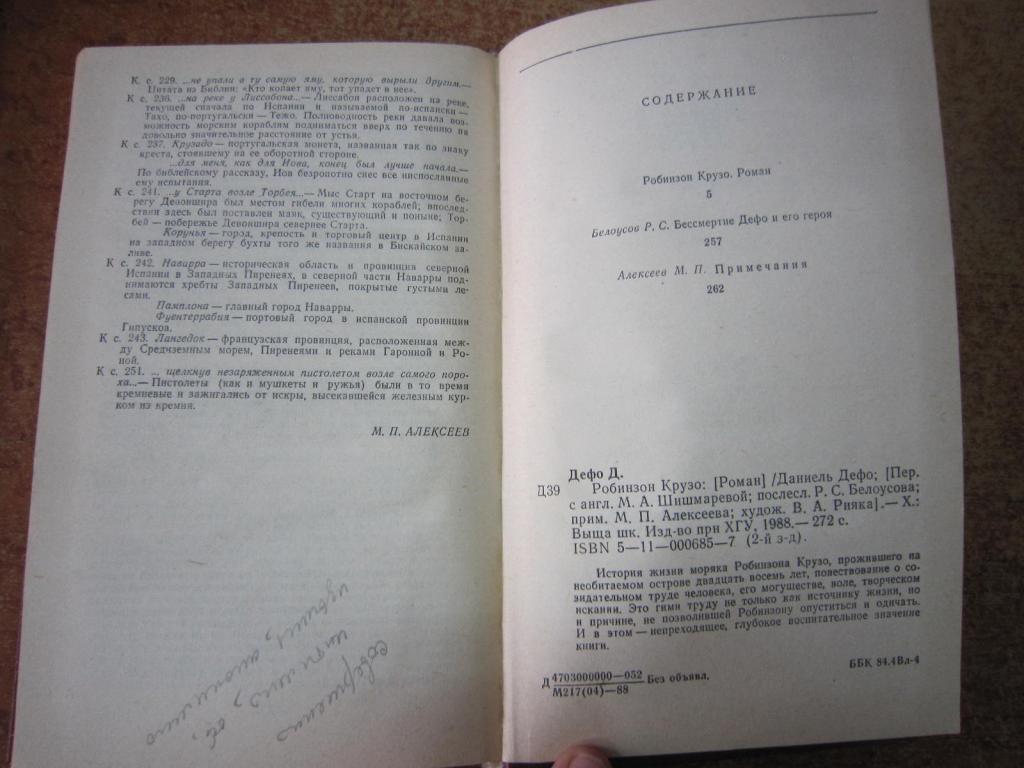 К с. 229. ...не упали в ту самую яму, которую вырыли другим.—
Цитата из Библии: «Кто копает яму, тот упадет в нее».
К с. 236. ...на реке у Лиссабона...— Лиссабон расположен на реке,
текущей сначала по Испании и называемой по-испански —
Тахо, по-португальски — Тежо. Полноводность реки давала воз-
можность морским кораблям подниматься вверх по течению на
довольно значительное расстояние от устья.
К с. 237. Крузадо — португальская монета, названная так по знаку
креста, стоявшему на ее оборотной стороне.
...для меня, как для Иова, конец был лучше начала.—
По библейскому рассказу, Иов безропотно снес все ниспосланные
ему испытания.
К с. 241. ...у Старта возле Торбея...— Мыс Старт на восточном бе-
регу Девоншира был местом гибели многих кораблей; впослед-
ствии здесь был поставлен маяк, существующий и поныне; Тор-
бей — побережье Девоншира севернее Старта.
Корунья — город, крепость и торговый центр в Испании
на западном берегу бухты того же названия в Бискайском за-
ливе.
К с. 242. Наварра — историческая область и провинция северной
Испании в Западных Пиренеях, в северной части Наварры под-
нимаются хребты Западных Пиренеев, покрытые густыми ле-
сами.
Памплона — главный город Наварры.
Фуентеррабия — портовый город в испанской провинции
Гипускоа.
К с. 243. Лангедок — французская провинция, расположенная меж-
ду Средиземным морем, Пиренеями и реками Гаронной и Ро-
ной.
К с. 251. ... щелкнув незаряженным пистолетом возле самого поро-
ха...— Пистолеты (как и мушкеты и ружья) были в то время
кремневые и зажигались от искры, высекавшейся железным кур-
ком из кремня.
М. П. АЛЕКСЕЕВ
Совершенно
СОДЕРЖАНИЕ
Робинзон Крузо. Роман
5
Белоусов Р. С. Бессмертие Дефо и его героя
257
Алексеев М. П. Примечания
262
Дефо Д.
Д39 Робинзон Крузо: [Роман] /Даниель Дефо; [Пер.
с англ. М. А. Шишмаревой; послесл. Р. С. Белоусова;
прим. М. П. Алексеева; худож. В. А. Рияка].— Х.:
Выща шк. Изд-во при ХГУ, 1988.— 272 с.
ISBN 5—11—000685—7 (2-й з-д).
История жизни моряка Робинзона Крузо, прожившего на
необитаемом острове двадцать восемь лет, повествование о со-
зидательном труде человека, его могуществе, воле, творческом
искании. Это гимн труду не только как источнику жизни, но
и причине, не позволившей Робинзону опуститься и одичать.
И в этом — непреходящее, глубокое воспитательное значение
книги.
Д 4703000000—052
М217(04)—88 Без объявл.
ББК 84.4Вл-4